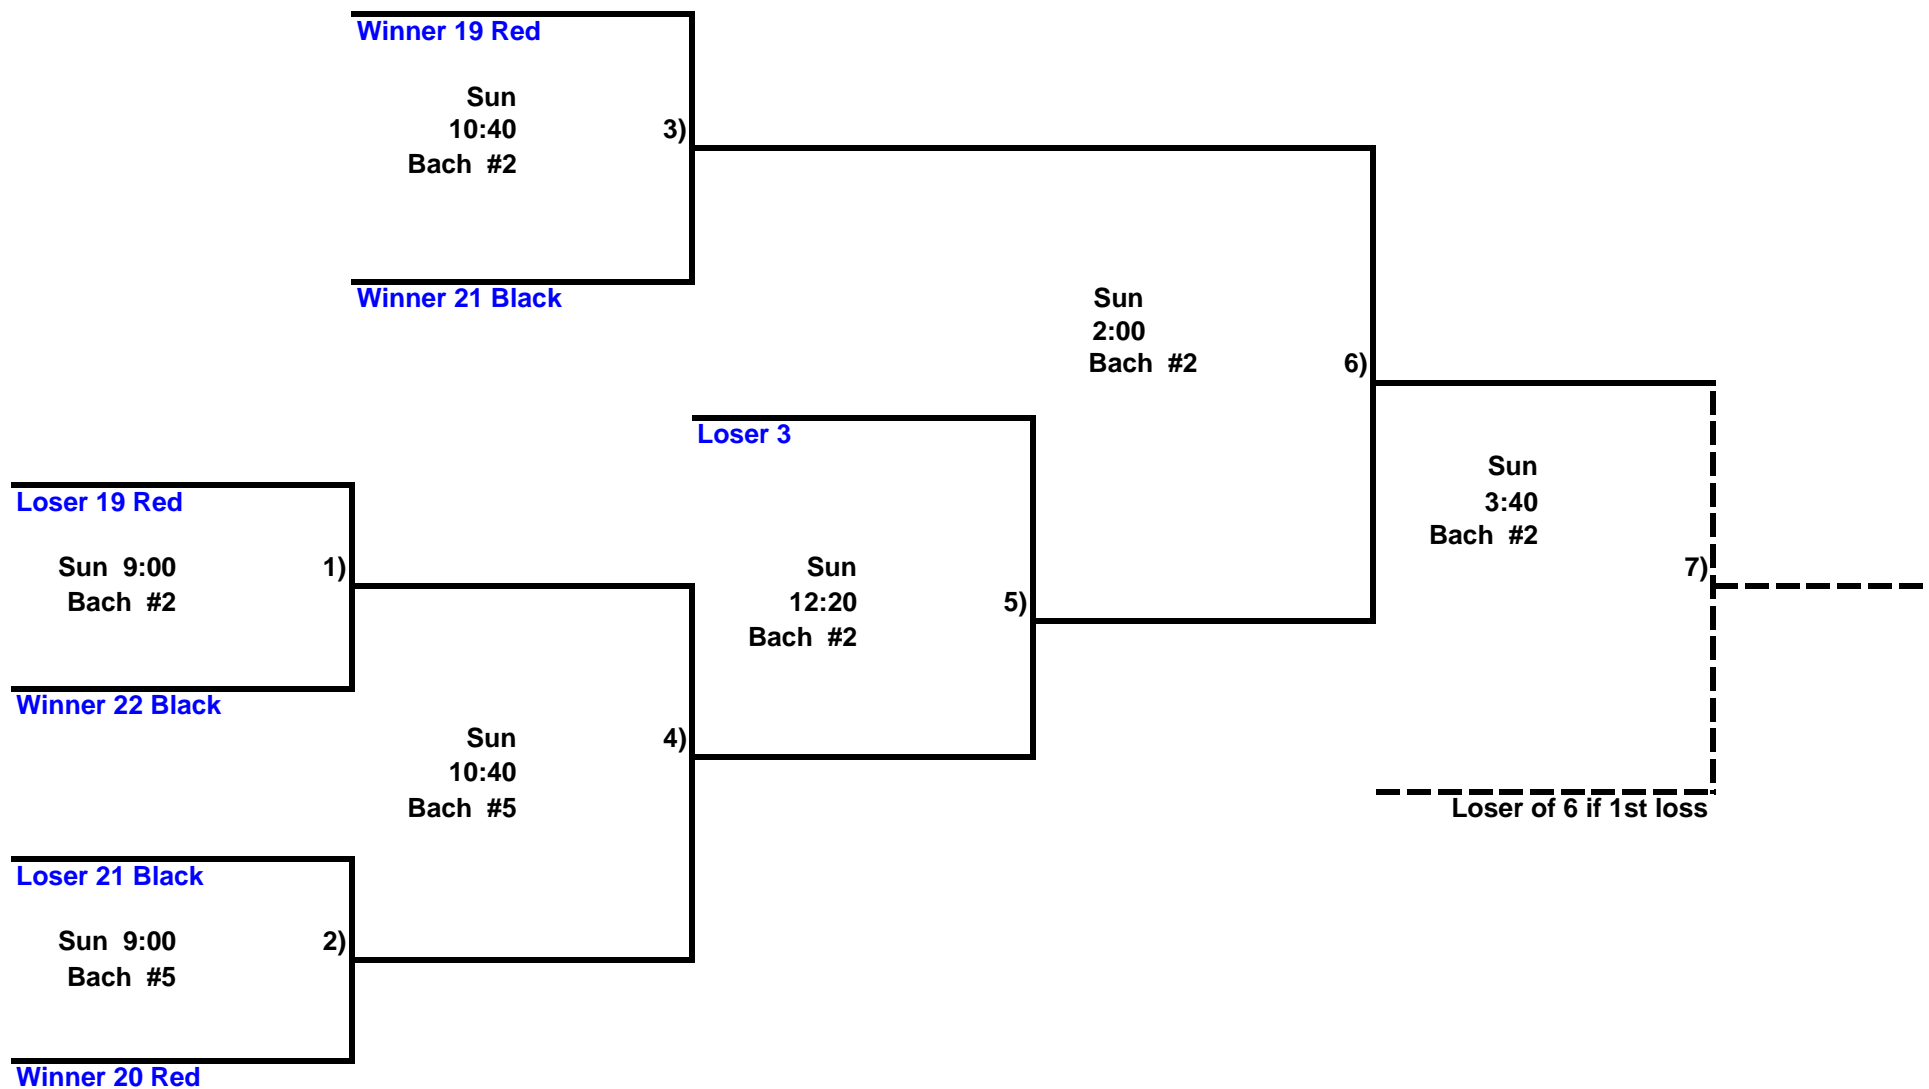 Winner 19 Red
Sun
10:40
3)
Bach  #2
Winner 21 Black
Sun
2:00
Bach  #2
6)
Loser 3
Sun
3:40
Bach  #2
7)
Loser 19 Red
Sun  9:00
1)
Bach  #2
Sun
12:20
5)
Bach  #2
Winner 22 Black
Sun
4)
10:40
Bach  #5
Loser of 6 if 1st loss
Loser 21 Black
Sun  9:00
2)
Bach  #5
Winner 20 Red